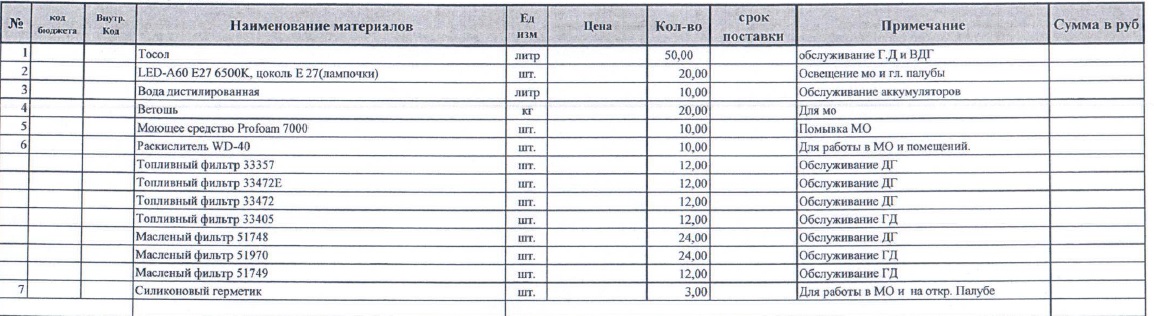 № код бюджета Внутр. Код Наименование материалов Ед изм Цена Кол-во срок поставки Примечание Сумма в руб
1 Тосол литр 50,00 обслуживание Г.Д и ВДГ
2 LED-A60 E27 6500K, цоколь Е 27(лампочки) шт. 20,00 Освещение мо и гл. палубы
3 Вода дистилированная литр 10,00 Обслуживание аккумуляторов
4 Ветошь кг 20,00 Для мо
5 Моющее средство Profoam 7000 шт. 10,00 Помывка МО
6 Раскислитель WD-40 шт. 10,00 Для работы в МО и помещений.
Топливный фильтр 33357 шт. 12,00 Обслуживание ДГ
Топливный фильтр 33472Е шт. 12,00 Обслуживание ДГ
Топливный фильтр 33472 шт. 12,00 Обслуживание ДГ
Топливный фильтр 33405 шт. 12,00 Обслуживание ГД
Масленый фильтр 51748 шт. 24,00 Обслуживание ДГ
Масленый фильтр 51970 шт. 24,00 Обслуживание ГД
Масленый фильтр 51749 шт. 12,00 Обслуживание ГД
7 Силиконовый герметик шт. 3,00 Для работы в МО и на откр. Палубе